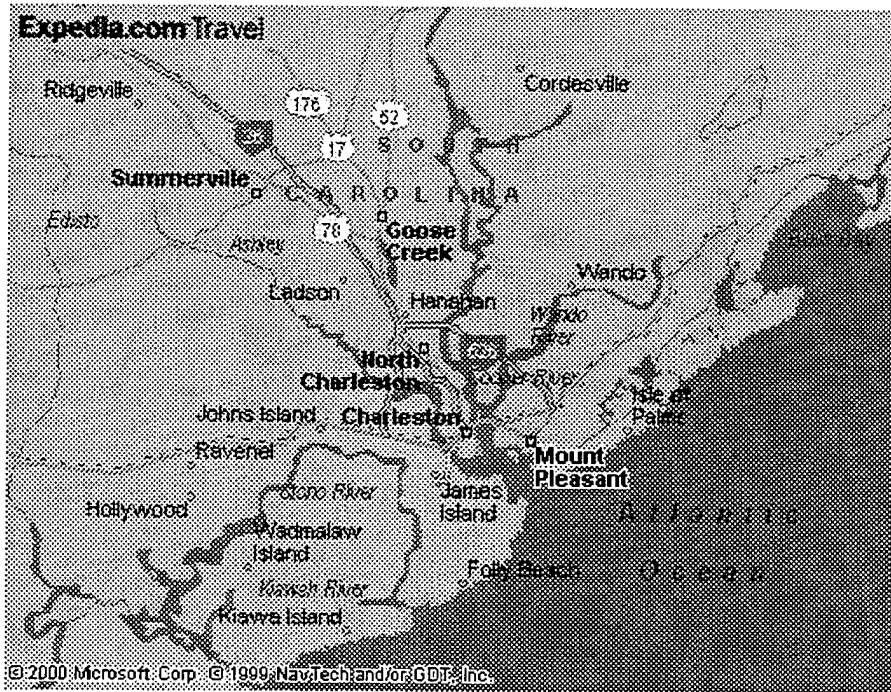 Expedia.com Travel
Cordesville
Ridgeville
176
52
17
S O U T H
Summerville
C A R O L I N A
Edisto
78
Goose
Creek
Ashley
Wando
Ladson
Hanahan
Wando
River
North
Charleston
Cooper River
Isle of
Palms
Johns Island
Charleston
Ravenel
Mount
Pleasant
Stono River
James
Island
Hollywood
Atlantic
Wadmalaw
Island
Folly Beach
Ocean
Kiawah River
Kiawa Island
© 2000 Microsoft Corp. © 1999 NavTech and/or GDT, Inc.